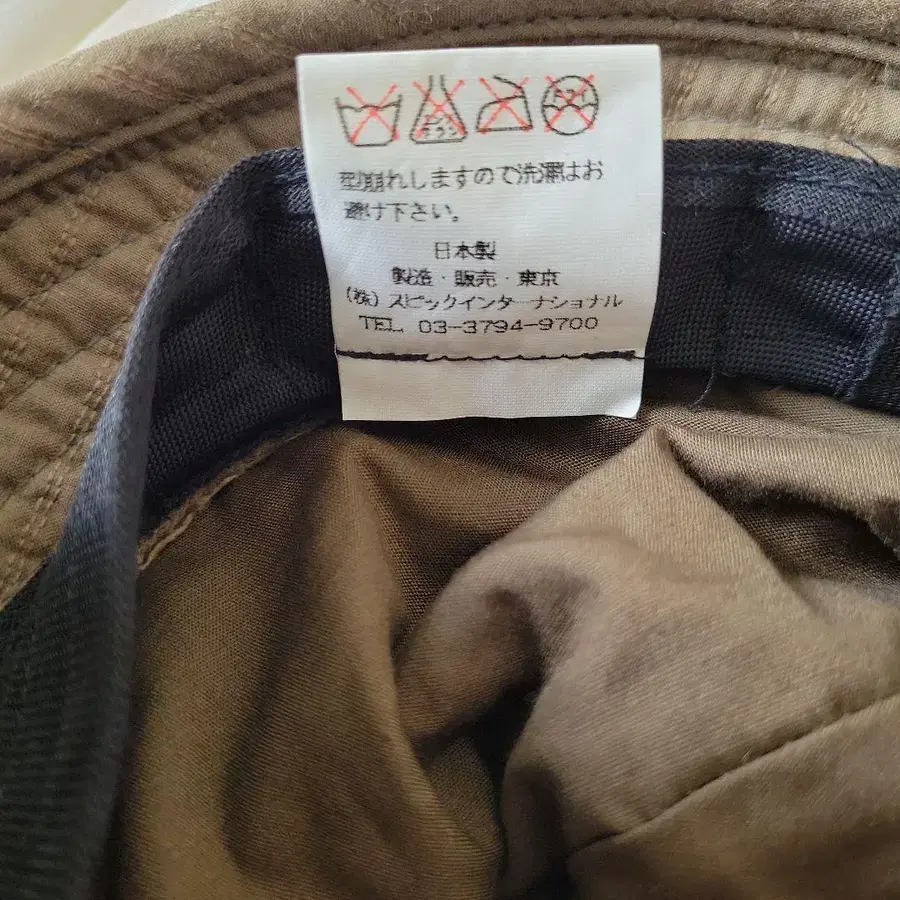 型崩れしますので洗濯はお
避け下さい。
日本製
製造・販売・東京
(株)スピックインターナショナル
TEL 03-3794-9700